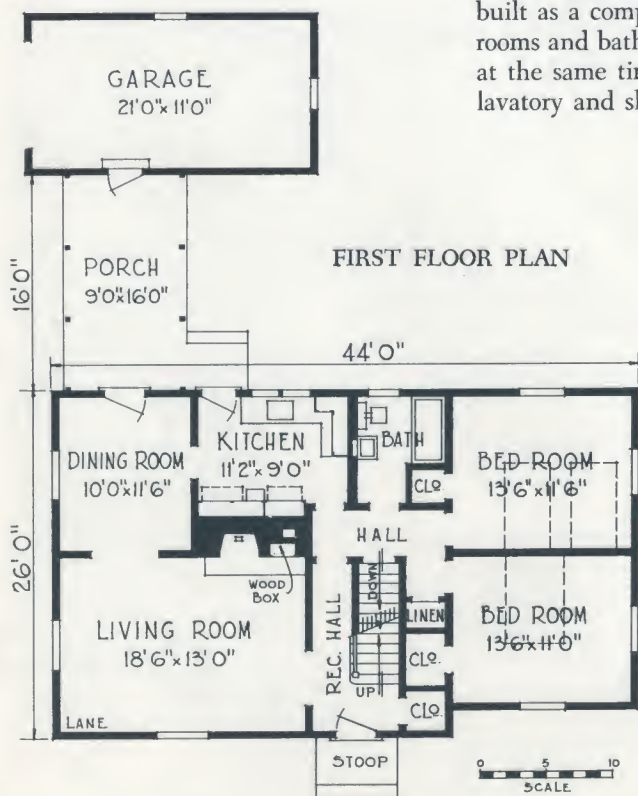 built as a comp
rooms and bath
at the same tin
lavatory and sl
GARAGE
21'0"x 11'0"
FIRST FLOOR PLAN
PORCH
9'0"x16'0"
16'0"
44'0"
DINING ROOM
10'0"x11'6"
KITCHEN
11'2"x 9'0"
BATH
CLO.
BED ROOM
13'6"x11'6"
HALL
26'0"
WOOD
BOX
DOWN
LINEN
LIVING ROOM
18'6"x13'0"
REC. HALL
UP
CLO.
BED ROOM
13'6"x11'0"
CLO.
LANE
STOOP
0 5 10
SCALE